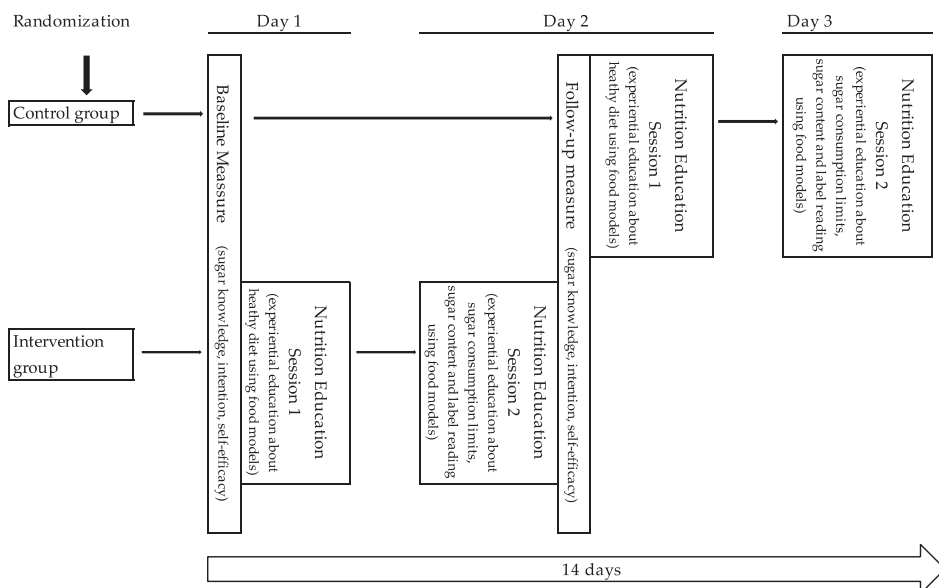 Randomization
Day 1
Day 2
Day 3
Control group
Intervention
group
Baseline Meassure (sugar knowledge, intention, self-efficacy)
Nutrition Education
Session 1
(experiential education about
heathy diet using food models)
Nutrition Education
Session 2
(experiential education about
sugar consumption limits,
sugar content and label reading
using food models)
Follow-up measure (sugar knowledge, intention, self-efficacy)
Nutrition Education
Session 1
(experiential education about
heathy diet using food models)
Nutrition Education
Session 2
(experiential education about
sugar consumption limits,
sugar content and label reading
using food models)
14 days